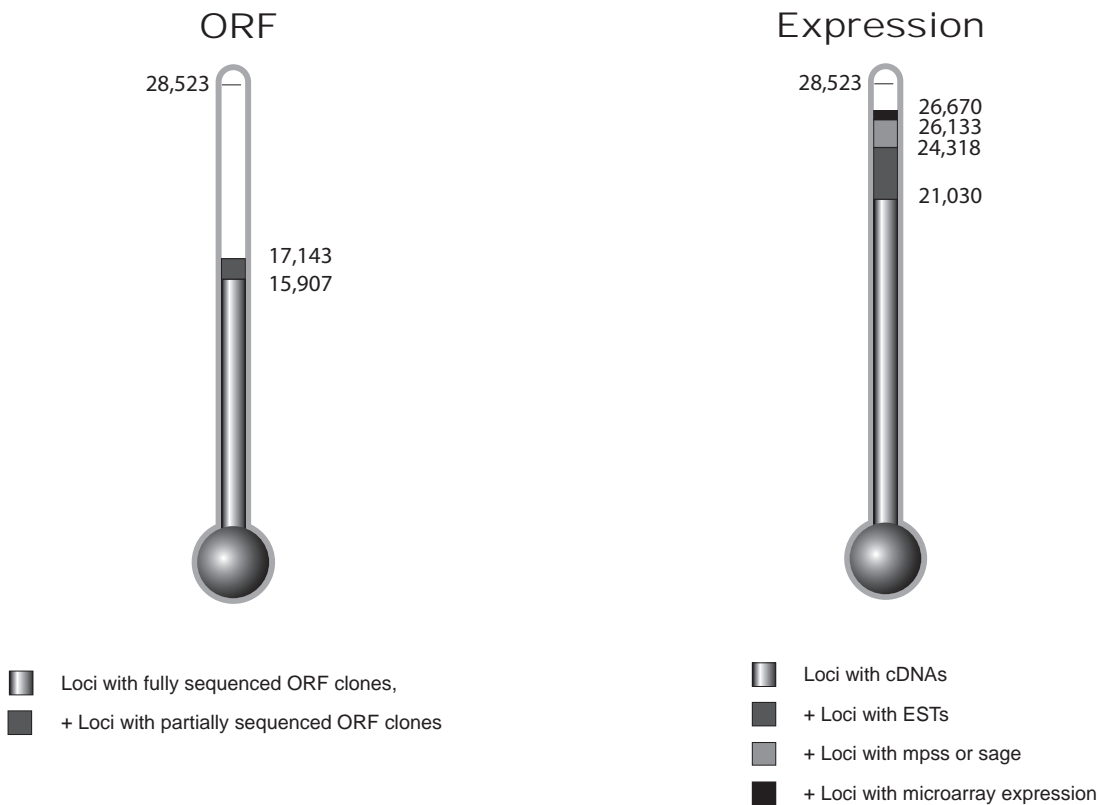 ORF
28,523
17,143
15,907
Loci with fully sequenced ORF clones,
+ Loci with partially sequenced ORF clones
Expression
28,523
26,670
26,133
24,318
21,030
Loci with cDNAs
+ Loci with ESTs
+ Loci with mpss or sage
+ Loci with microarray expression